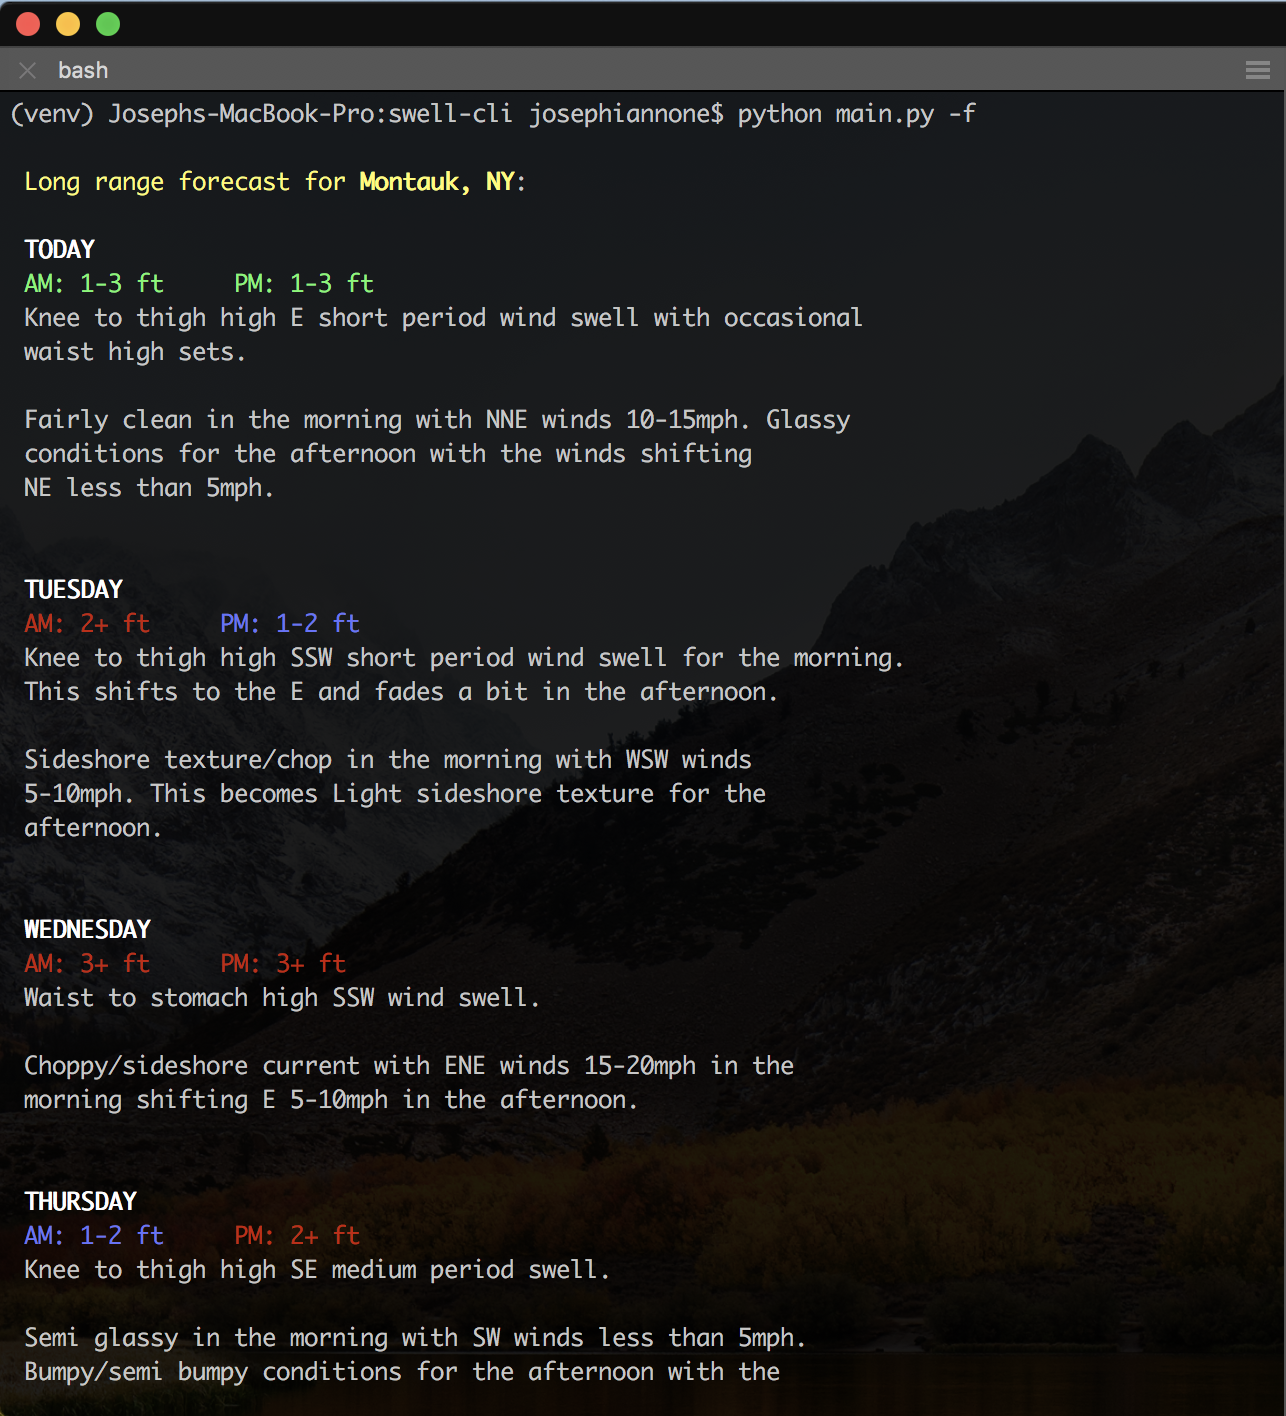 bash
(venv) Josephs-MacBook-Pro:swell-cli josephiannone$ python main.py -f
Long range forecast for Montauk, NY:
TODAY
AM: 1-3 ft     PM: 1-3 ft
Knee to thigh high E short period wind swell with occasional
waist high sets.
Fairly clean in the morning with NNE winds 10-15mph. Glassy
conditions for the afternoon with the winds shifting
NE less than 5mph.
TUESDAY
AM: 2+ ft     PM: 1-2 ft
Knee to thigh high SSW short period wind swell for the morning.
This shifts to the E and fades a bit in the afternoon.
Sideshore texture/chop in the morning with WSW winds
5-10mph. This becomes Light sideshore texture for the
afternoon.
WEDNESDAY
AM: 3+ ft     PM: 3+ ft
Waist to stomach high SSW wind swell.
Choppy/sideshore current with ENE winds 15-20mph in the
morning shifting E 5-10mph in the afternoon.
THURSDAY
AM: 1-2 ft     PM: 2+ ft
Knee to thigh high SE medium period swell.
Semi glassy in the morning with SW winds less than 5mph.
Bumpy/semi bumpy conditions for the afternoon with the